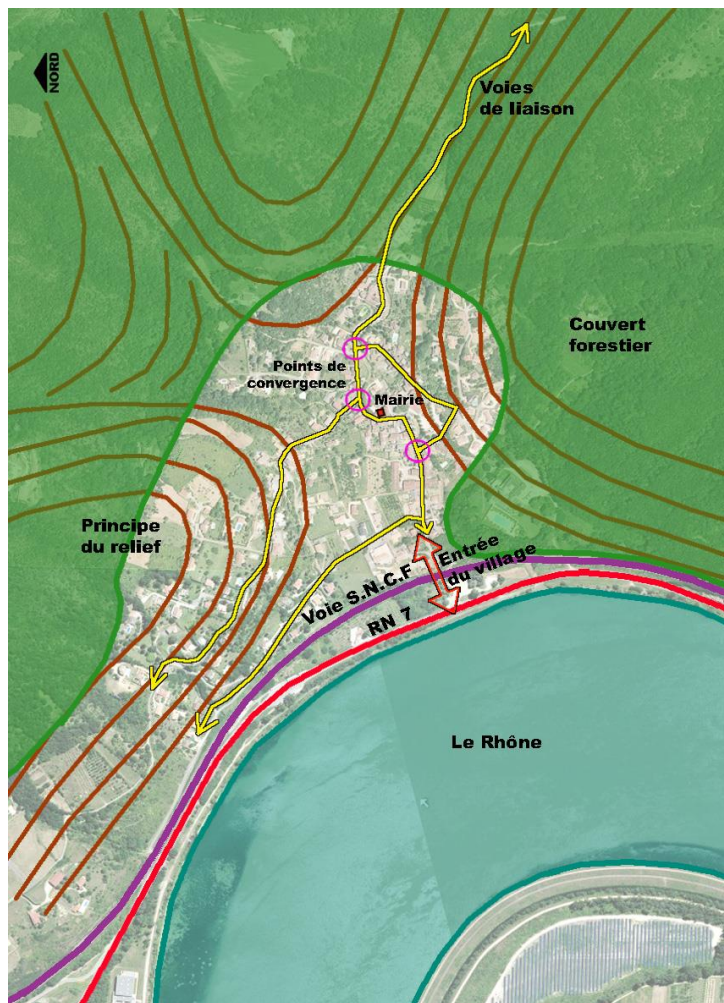 NORD
Voies
de liaison
Couvert
forestier
Points de
convergence
Mairie
Principe
du relief
Voie S.N.C.F
Entrée
du village
RN 7
Le Rhône